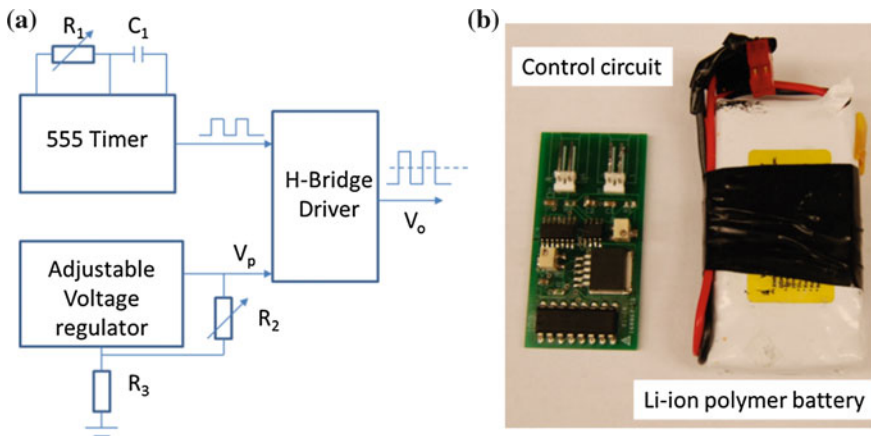 (a)
R1
C1
555 Timer
H-Bridge
Driver
Vo
Adjustable
Voltage
regulator
Vp
R2
R3
(b)
Control circuit
Li-ion polymer battery